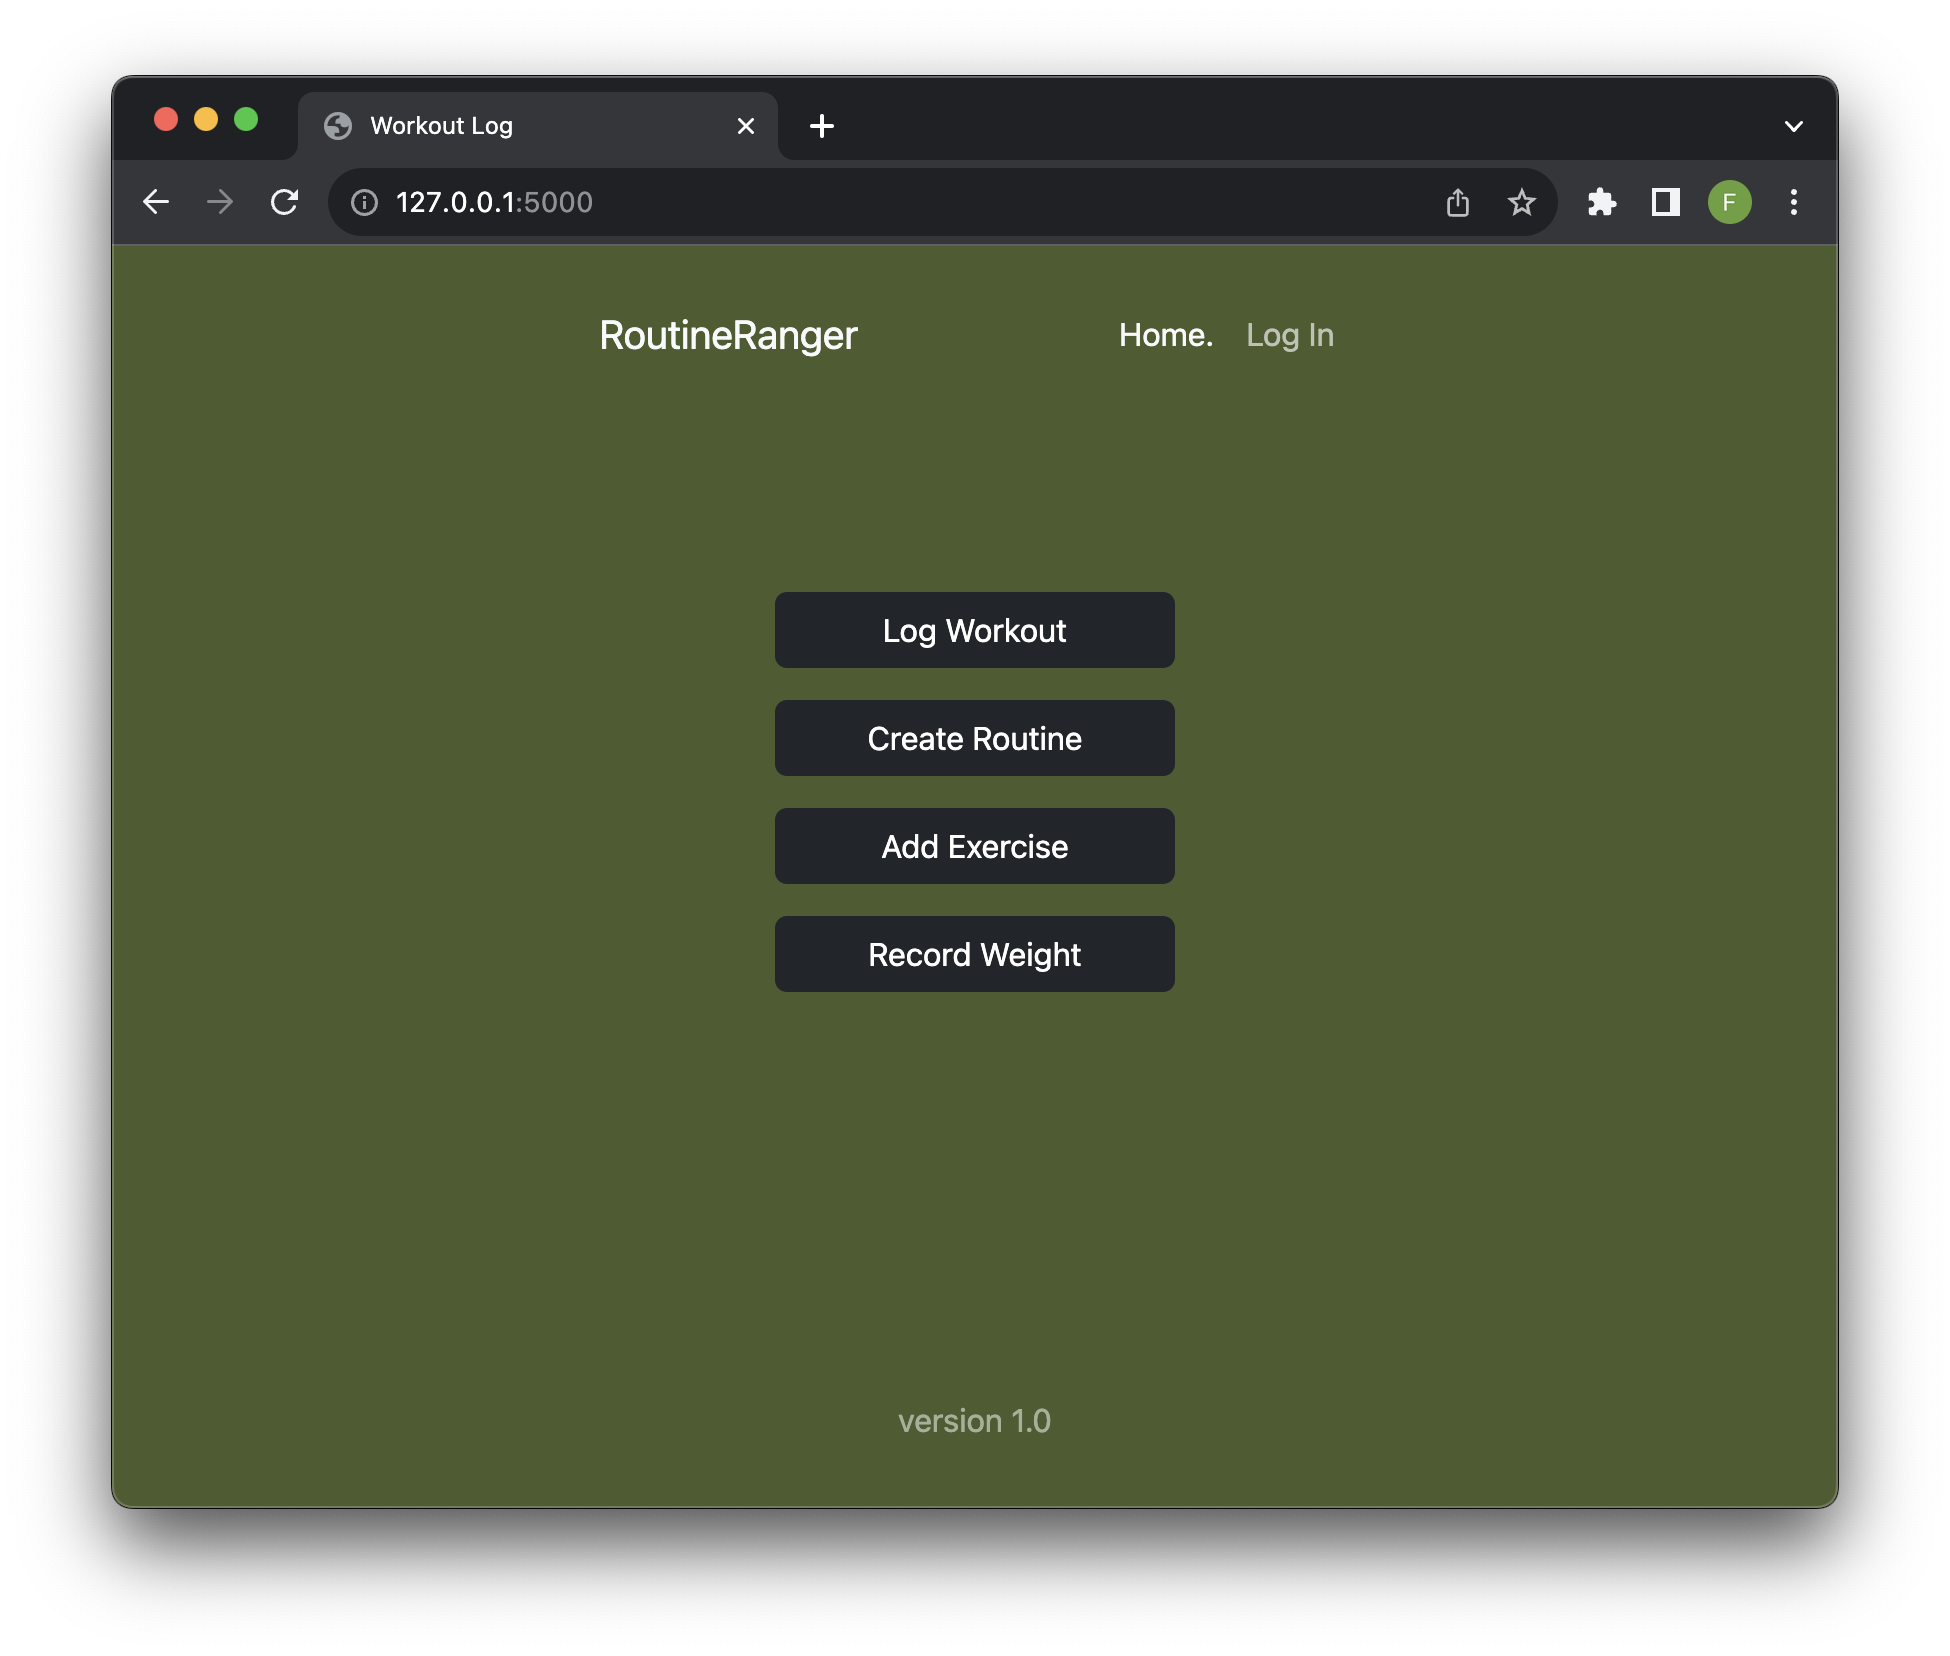 Workout Log
127.0.0.1:5000
F
RoutineRanger
Home. Log In
Log Workout
Create Routine
Add Exercise
Record Weight
version 1.0